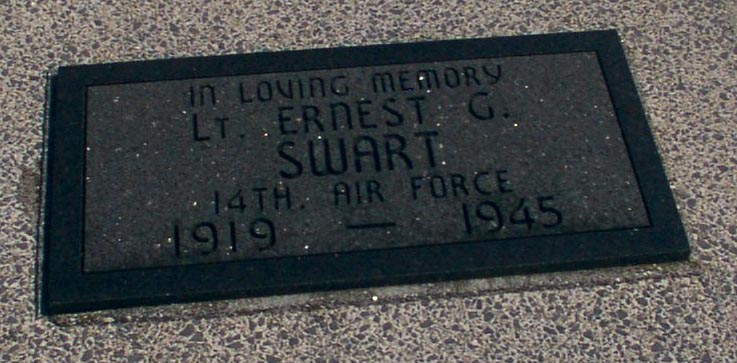 IN LOVING MEMORY
LT. ERNEST G.
SWART
14TH. AIR FORCE
1919 — 1945